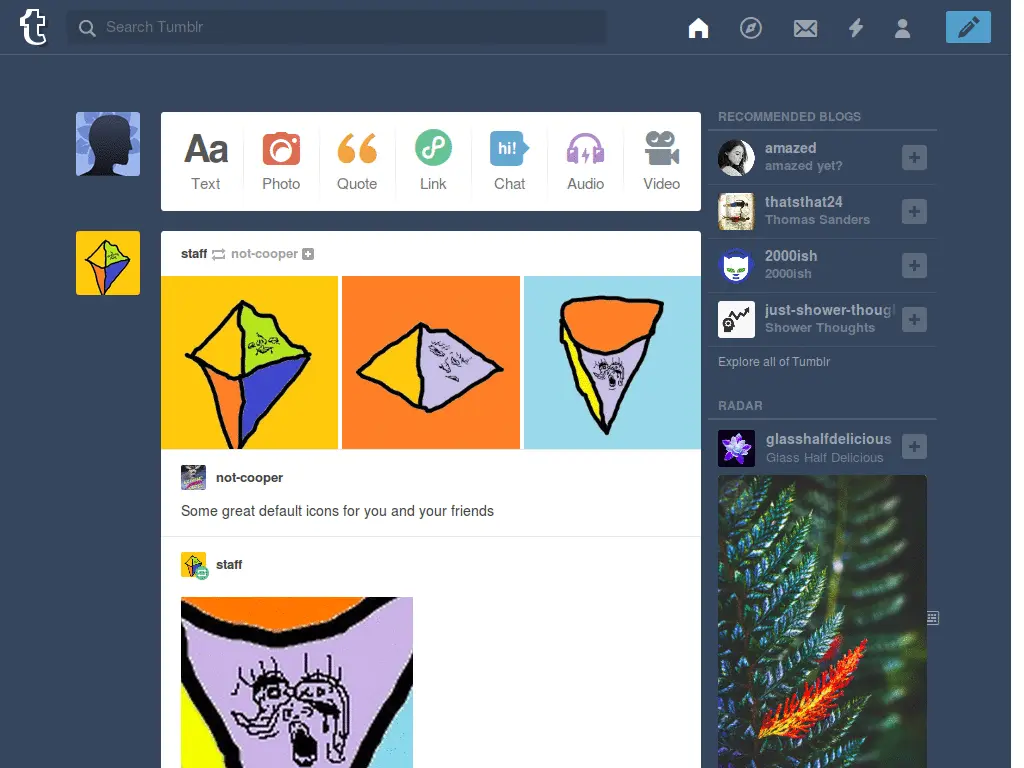 Search Tumblr
Aa
hi!
Text
Photo
Quote
Link
Chat
Audio
Video
staff not-cooper
not-cooper
Some great default icons for you and your friends
staff
RECOMMENDED BLOGS
amazed
amazed yet?
thatsthat24
Thomas Sanders
2000ish
2000ish
just-shower-thoug
Shower Thoughts
Explore all of Tumblr
RADAR
glasshalfdelicious
Glass Half Delicious